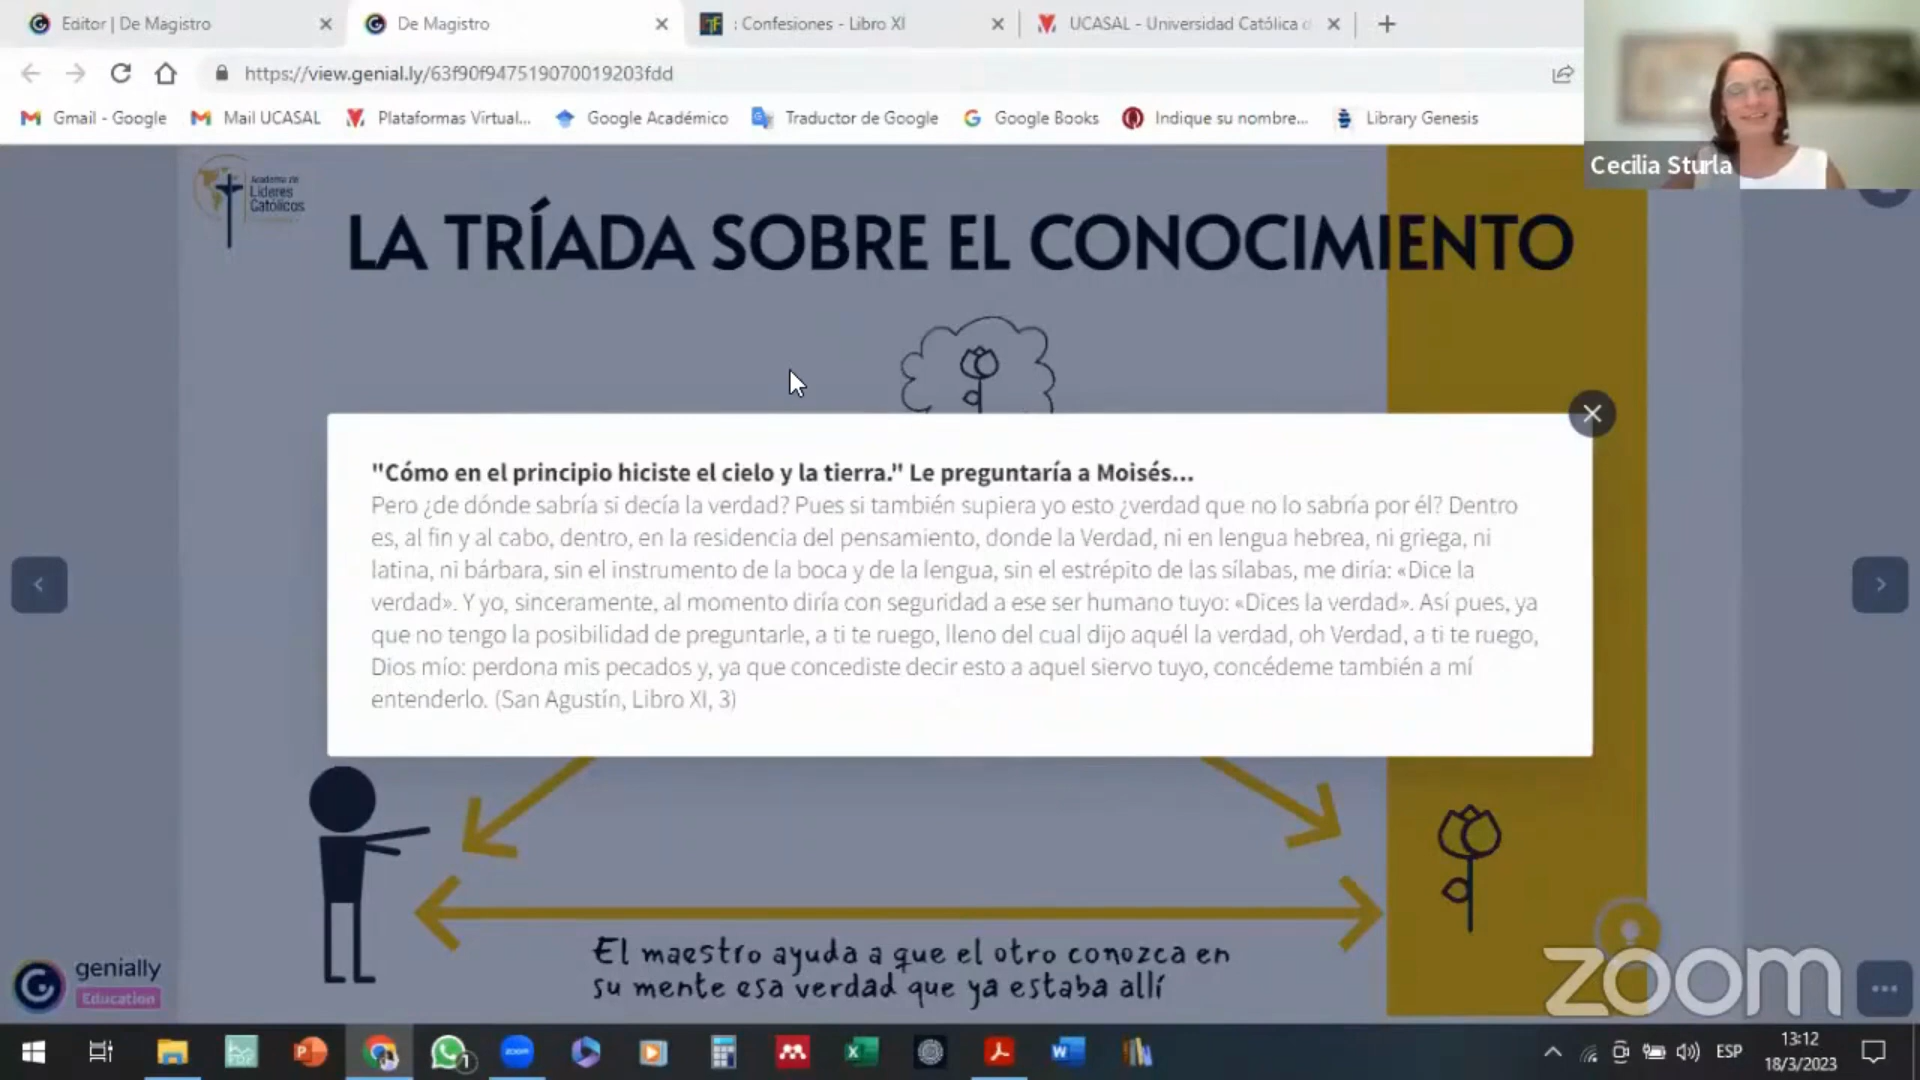 Editor | De Magistro
De Magistro
: Confesiones - Libro XI
UCASAL - Universidad Católica d
https://view.genial.ly/63f90f947519070019203fdd
Gmail - Google
Mail UCASAL
Plataformas Virtual...
Google Académico
Traductor de Google
Google Books
Indique su nombre...
Library Genesis
Cecilia Sturla
Academia de
Líderes
Católicos
LA TRÍADA SOBRE EL CONOCIMIENTO
"Cómo en el principio hiciste el cielo y la tierra." Le preguntaría a Moisés...
Pero ¿de dónde sabría si decía la verdad? Pues si también supiera yo esto ¿verdad que no lo sabría por él? Dentro
es, al fin y al cabo, dentro, en la residencia del pensamiento, donde la Verdad, ni en lengua hebrea, ni griega, ni
latina, ni bárbara, sin el instrumento de la boca y de la lengua, sin el estrépito de las sílabas, me diría: «Dice la
verdad». Y yo, sinceramente, al momento diría con seguridad a ese ser humano tuyo: «Dices la verdad». Así pues, ya
que no tengo la posibilidad de preguntarle, a ti te ruego, lleno del cual dijo aquél la verdad, oh Verdad, a ti te ruego,
Dios mío: perdona mis pecados y, ya que concediste decir esto a aquel siervo tuyo, concédeme también a mí
entenderlo. (San Agustín, Libro XI, 3)
El maestro ayuda a que el otro conozca en
su mente esa verdad que ya estaba allí
genially
Education
zoom
1
zoom
ESP
13:12
18/3/2023